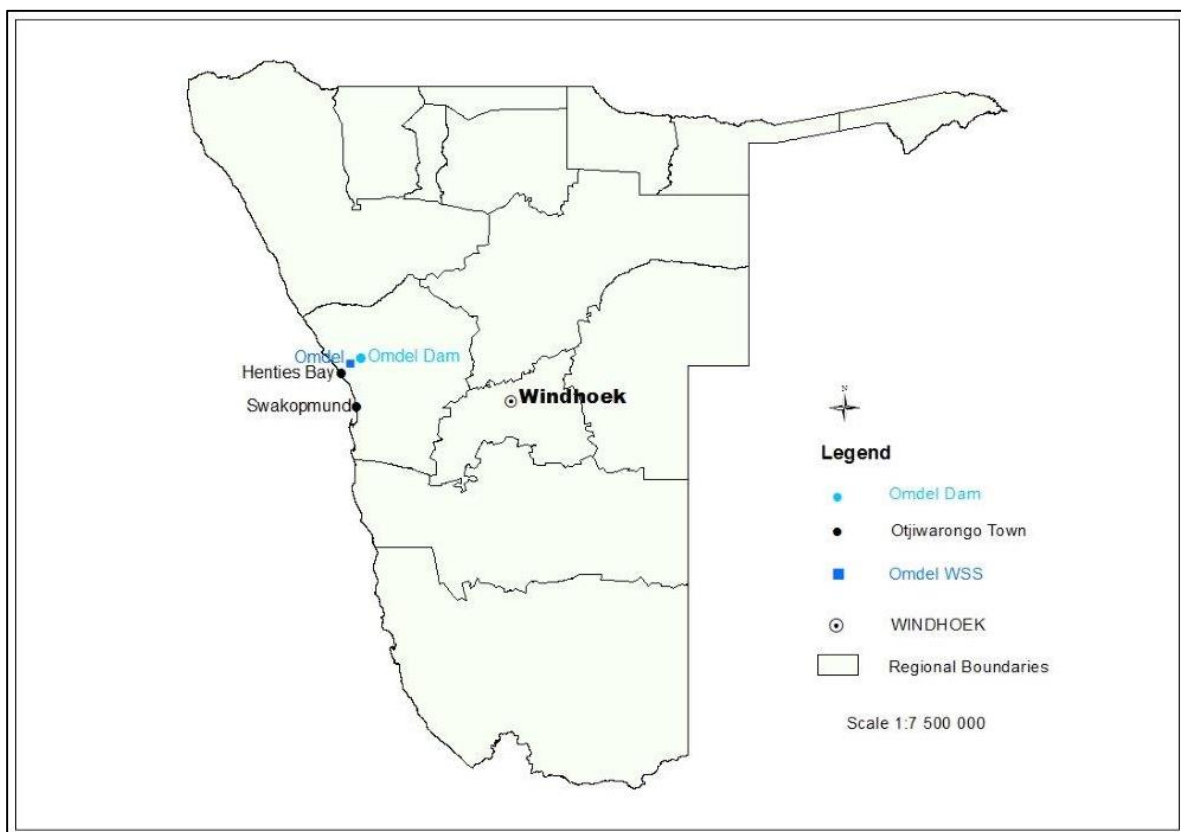 Omdel
Omdel Dam
Henties Bay
Swakopmund
Windhoek
N
Legend
Omdel Dam
Otjiwarongo Town
Omdel WSS
WINDHOEK
Regional Boundaries
Scale 1:7 500 000